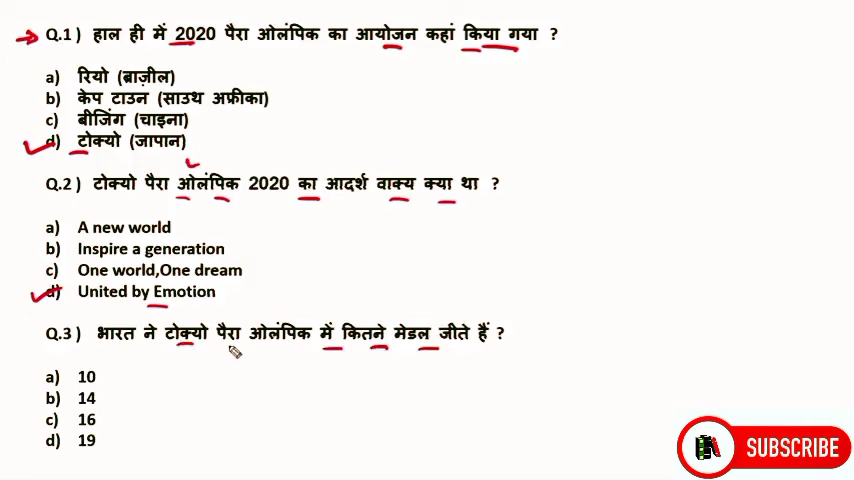 Q.1) हाल ही में 2020 पैरा ओलंपिक का आयोजन कहां किया गया ?
a) रियो (ब्राज़ील)
b) केप टाउन (साउथ अफ्रीका)
c) बीजिंग (चाइना)
d) टोक्यो (जापान)
Q.2) टोक्यो पैरा ओलंपिक 2020 का आदर्श वाक्य क्या था ?
a) A new world
b) Inspire a generation
c) One world,One dream
d) United by Emotion
Q.3) भारत ने टोक्यो पैरा ओलंपिक में कितने मेडल जीते हैं ?
a) 10
b) 14
c) 16
d) 19
SUBSCRIBE